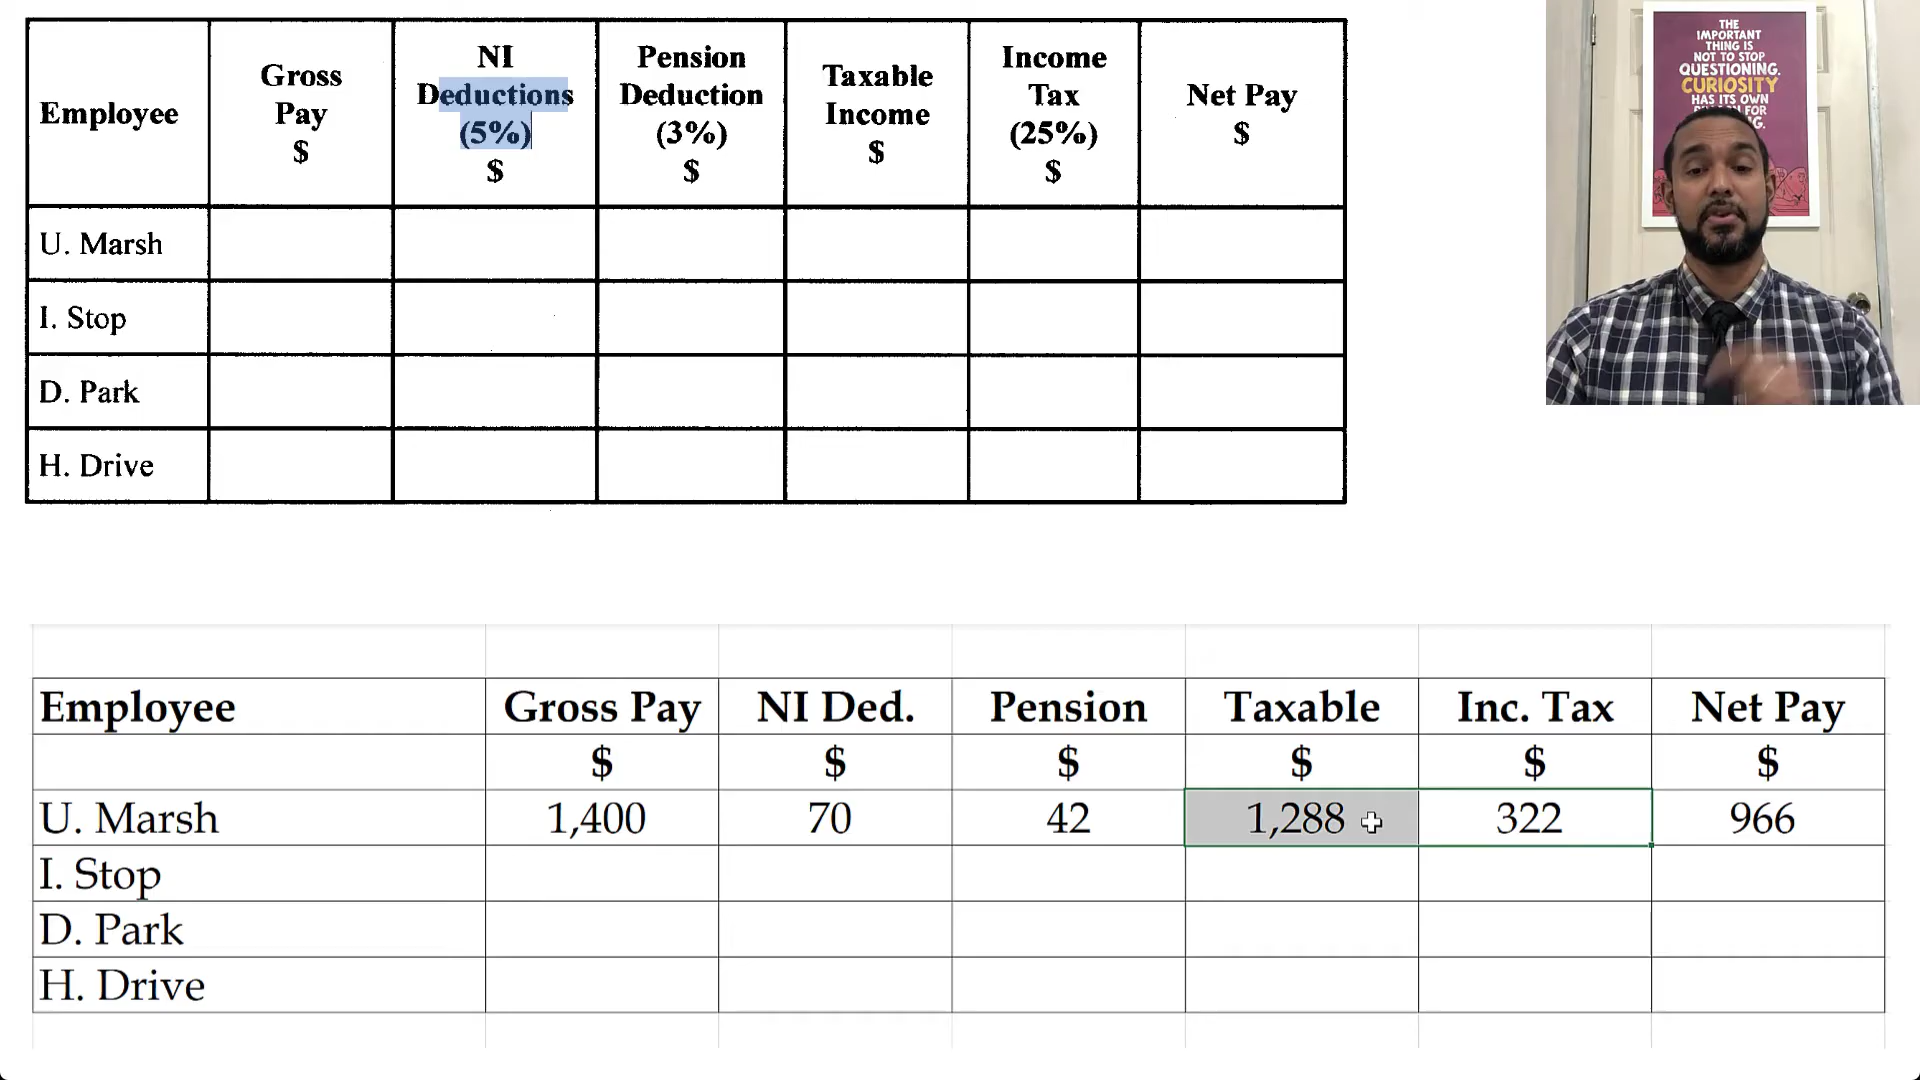 Employee
Gross
Pay
$
NI
Deductions
(5%)
$
Pension
Deduction
(3%)
$
Taxable
Income
$
Income
Tax
(25%)
$
Net Pay
$
U. Marsh
I. Stop
D. Park
H. Drive
THE
IMPORTANT
THING IS
NOT TO STOP
QUESTIONING.
CURIOSITY
HAS ITS OWN
FOR
Employee Gross Pay NI Ded. Pension Taxable Inc. Tax Net Pay
$ $ $ $ $ $
U. Marsh 1,400 70 42 1,288 322 966
I. Stop
D. Park
H. Drive